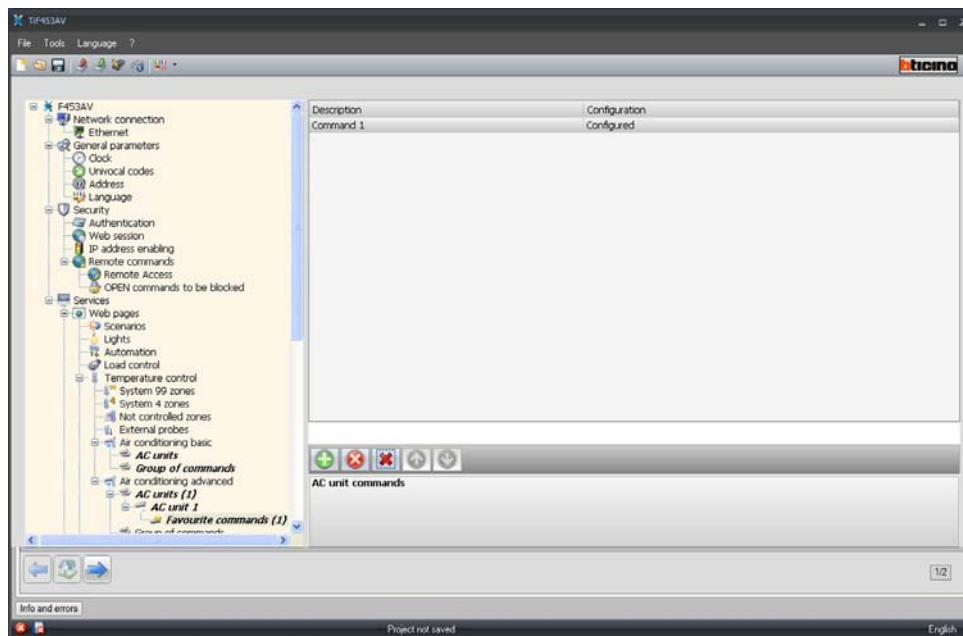 TiF453AV
File Tools Language ?
bticino
F453AV
Network connection
Ethernet
General parameters
Clock
Univocal codes
Address
Language
Security
Authentication
Web session
IP address enabling
Remote commands
Remote Access
OPEN commands to be blocked
Services
Web pages
Scenarios
Lights
Automation
Load control
Temperature control
System 99 zones
System 4 zones
Not controlled zones
External probes
Air conditioning basic
AC units
Group of commands
Air conditioning advanced
AC units (1)
AC unit 1
Favourite commands (1)
Group of commands
Description Configuration
Command 1 Configured
AC unit commands
1/2
Info and errors
Project not saved English